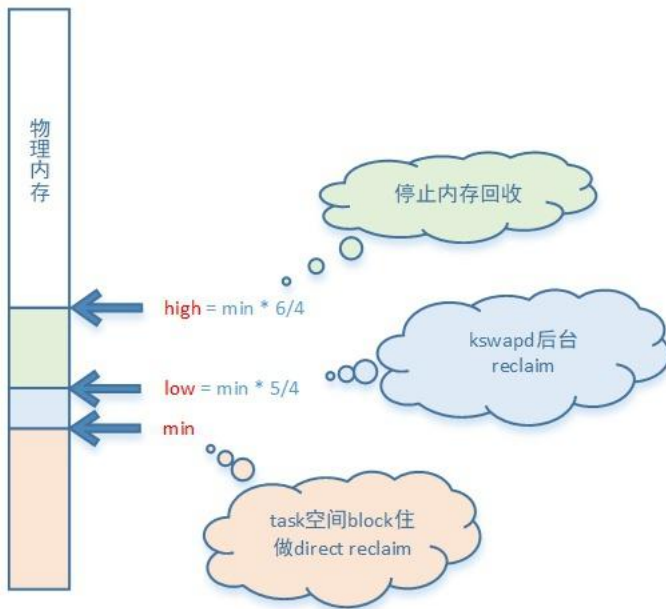 物理内存
停止内存回收
high = min * 6/4
kswapd后台
reclaim
low = min * 5/4
min
task空间block住
做direct reclaim